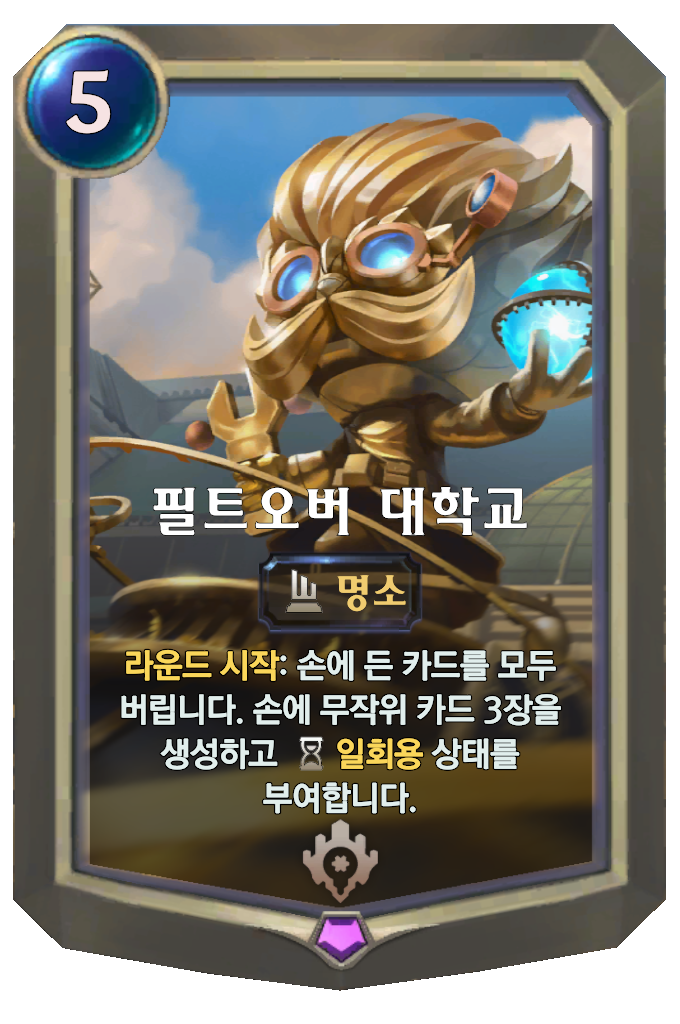 5
필트오버 대학교
명소
라운드 시작: 손에 든 카드를 모두
버립니다. 손에 무작위 카드 3장을
생성하고 일회용 상태를
부여합니다.